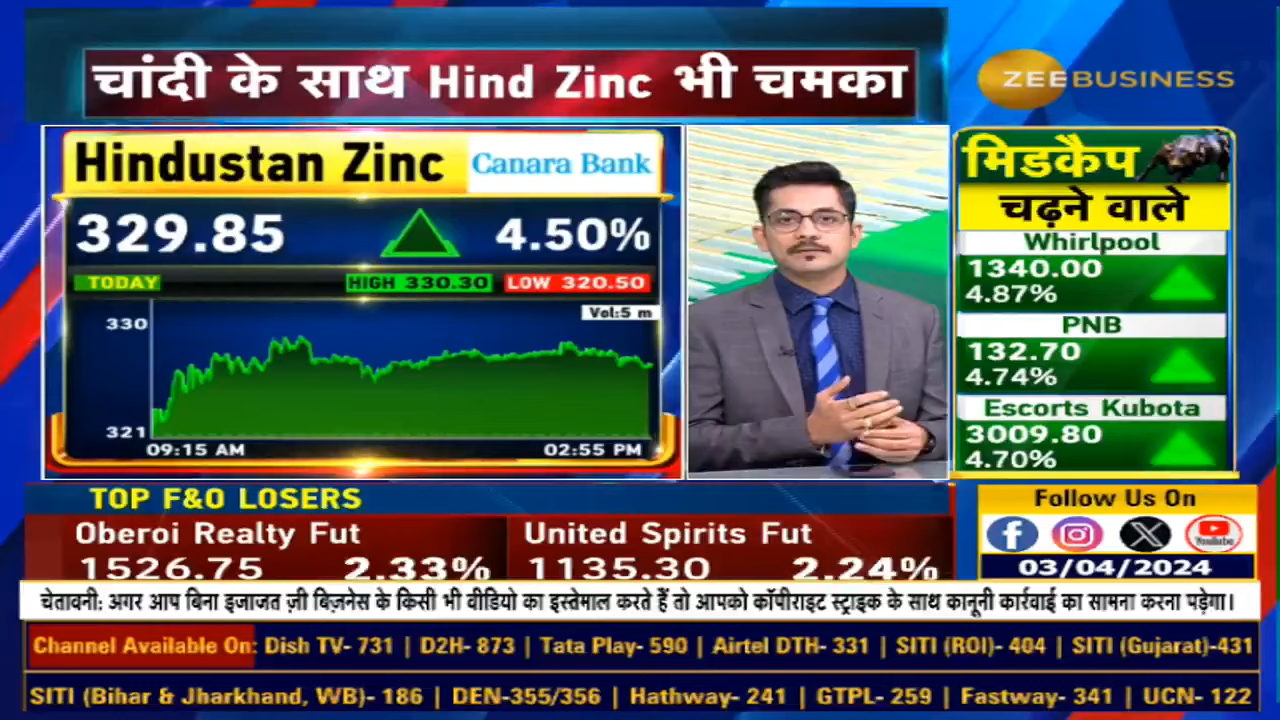 चांदी के साथ Hind Zinc भी चमका
ZEEBUSINESS
Hindustan Zinc
Canara Bank
329.85 4.50%
TODAY HIGH 330.30 LOW 320.50
Vol:5 m
330
321
09:15 AM 02:55 PM
मिडकैप
चढ़ने वाले
Whirlpool
1340.00
4.87%
PNB
132.70
4.74%
Escorts Kubota
3009.80
4.70%
TOP F&O LOSERS
Oberoi Realty Fut
1526.75 2.33%
United Spirits Fut
1135.30 2.24%
Follow Us On
YouTube
03/04/2024
चेतावनी: अगर आप बिना इजाजत ज़ी बिज़नेस के किसी भी वीडियो का इस्तेमाल करते हैं तो आपको कॉपीराइट स्ट्राइक के साथ कानूनी कार्रवाई का सामना करना पड़ेगा।
Channel Available On: Dish TV- 731 | D2H- 873 | Tata Play- 590 | Airtel DTH- 331 | SITI (ROI)- 404 | SITI (Gujarat)-431
SITI (Bihar & Jharkhand, WB)- 186 | DEN-355/356 | Hathway- 241 | GTPL- 259 | Fastway- 341 | UCN- 122